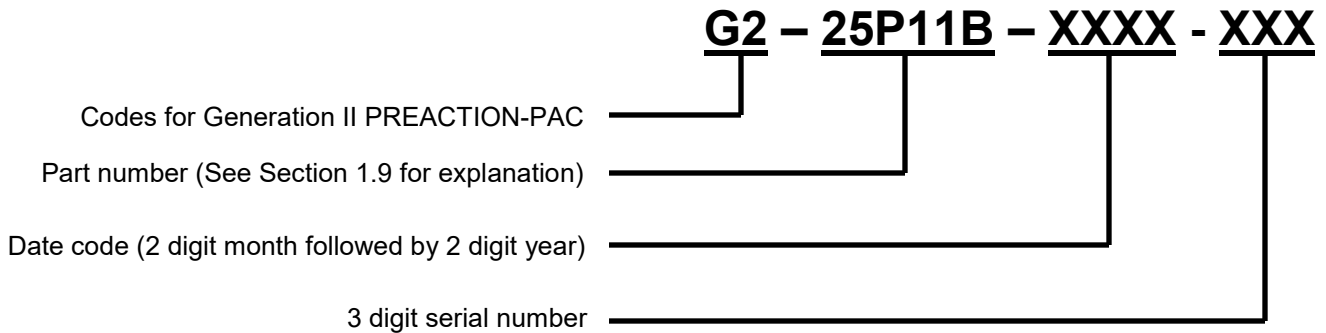 G2 – 25P11B – XXXX - XXX
Codes for Generation II PREACTION-PAC
Part number (See Section 1.9 for explanation)
Date code (2 digit month followed by 2 digit year)
3 digit serial number